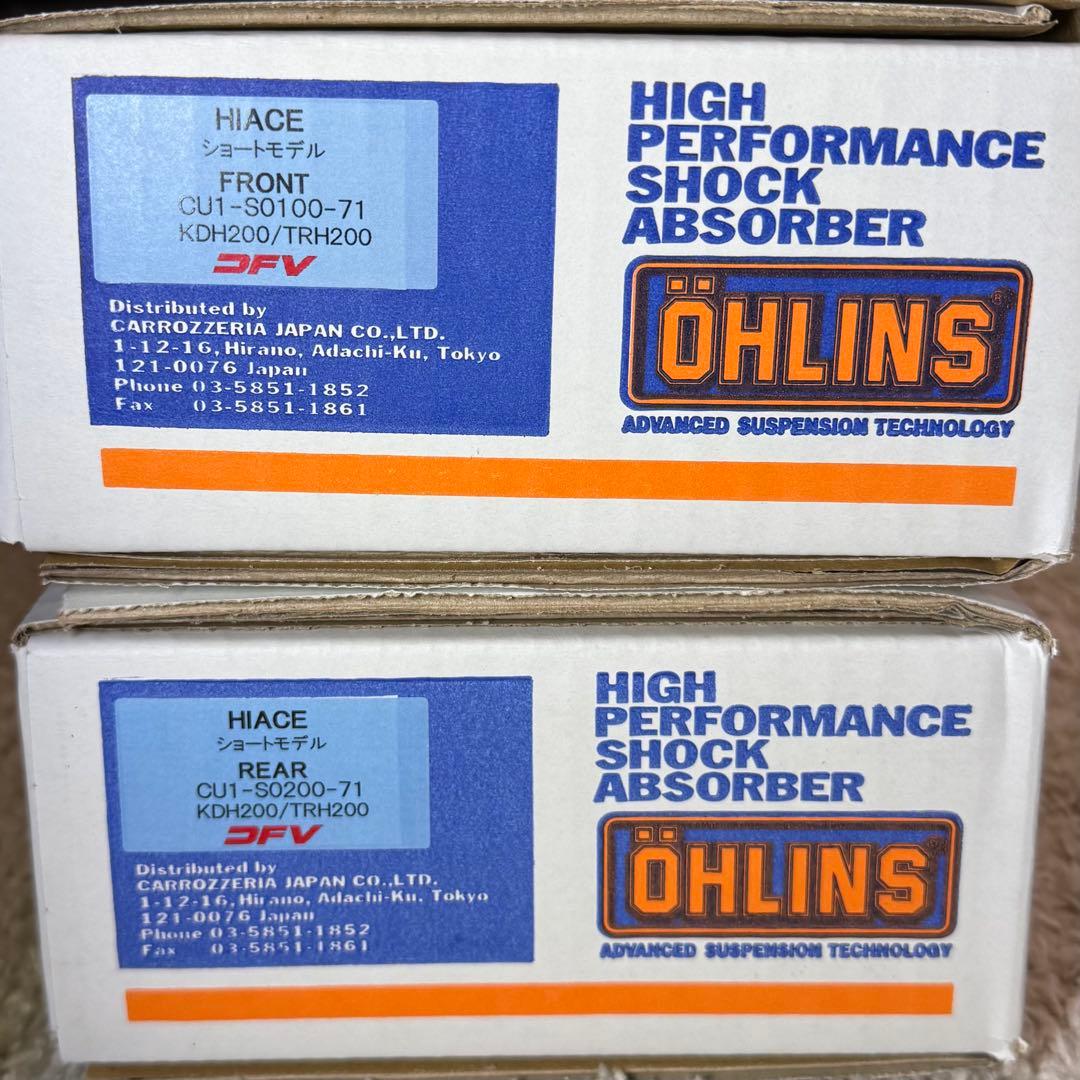 HIACE
ショートモデル
FRONT
CU1-S0100-71
KDH200/TRH200
DFV
Distributed by
CARROZZERIA JAPAN CO.,LTD.
1-12-16, Hirano, Adachi-Ku, Tokyo
121-0076 Japan
Phone 03-5851-1852
Fax 03-5851-1861
HIGH
PERFORMANCE
SHOCK
ABSORBER
ÖHLINS®
ADVANCED SUSPENSION TECHNOLOGY
HIACE
ショートモデル
REAR
CU1-S0200-71
KDH200/TRH200
DFV
Distributed by
CARROZZERIA JAPAN CO.,LTD.
1-12-16, Hirano, Adachi-Ku, Tokyo
121-0076 Japan
Phone 03-5851-1852
Fax 03-5851-1861
HIGH
PERFORMANCE
SHOCK
ABSORBER
ÖHLINS®
ADVANCED SUSPENSION TECHNOLOGY